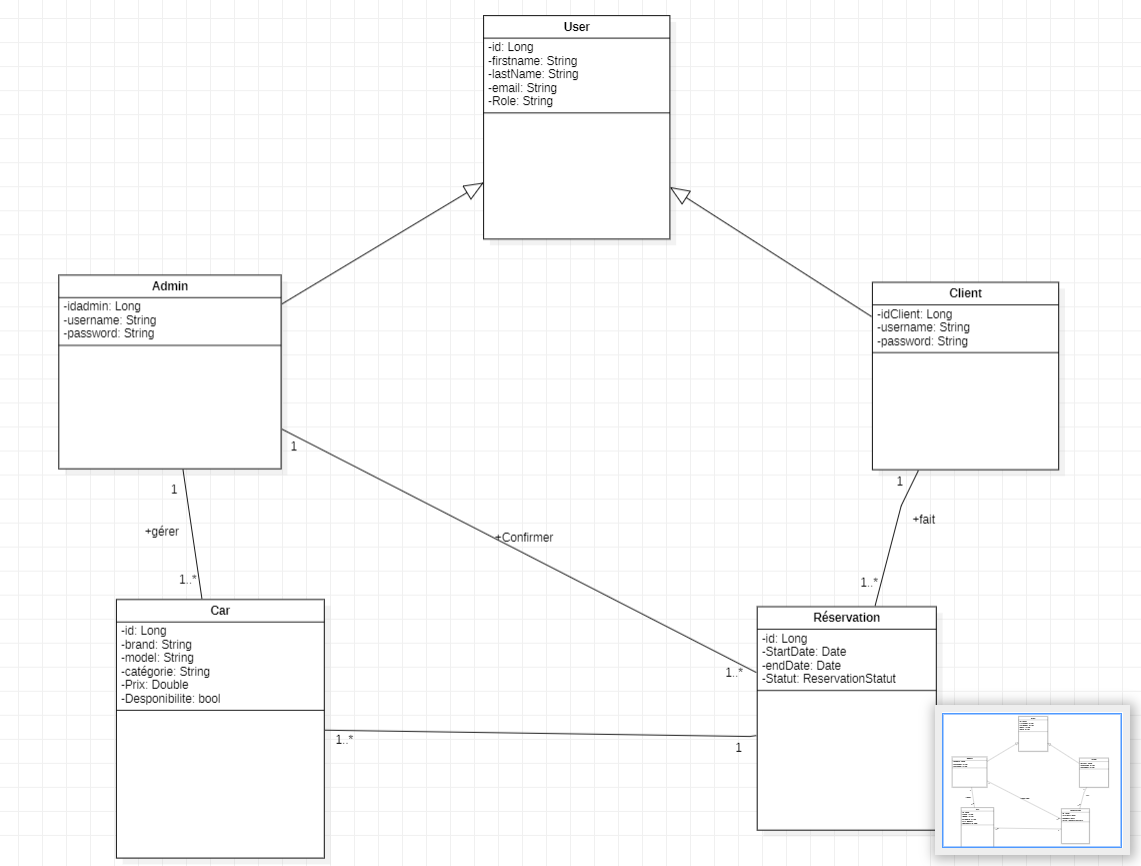 User
-id: Long
-firstname: String
-lastName: String
-email: String
-Role: String
Admin
-idadmin: Long
-username: String
-password: String
Client
-idClient: Long
-username: String
-password: String
1
1
+gérer
1..*
+Confirmer
1
+fait
1..*
Car
-id: Long
-brand: String
-model: String
-catégorie: String
-Prix: Double
-Desponibilite: bool
Réservation
-id: Long
-StartDate: Date
-endDate: Date
-Statut: ReservationStatut
1..*
1..*
1